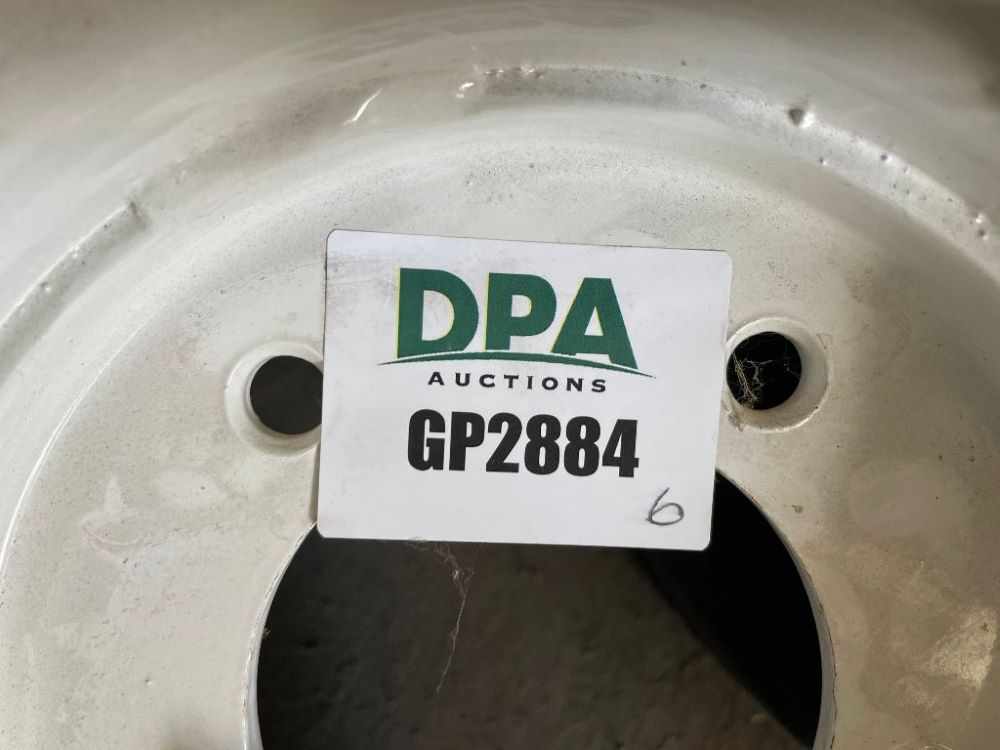 DPA
AUCTIONS
GP2884
6